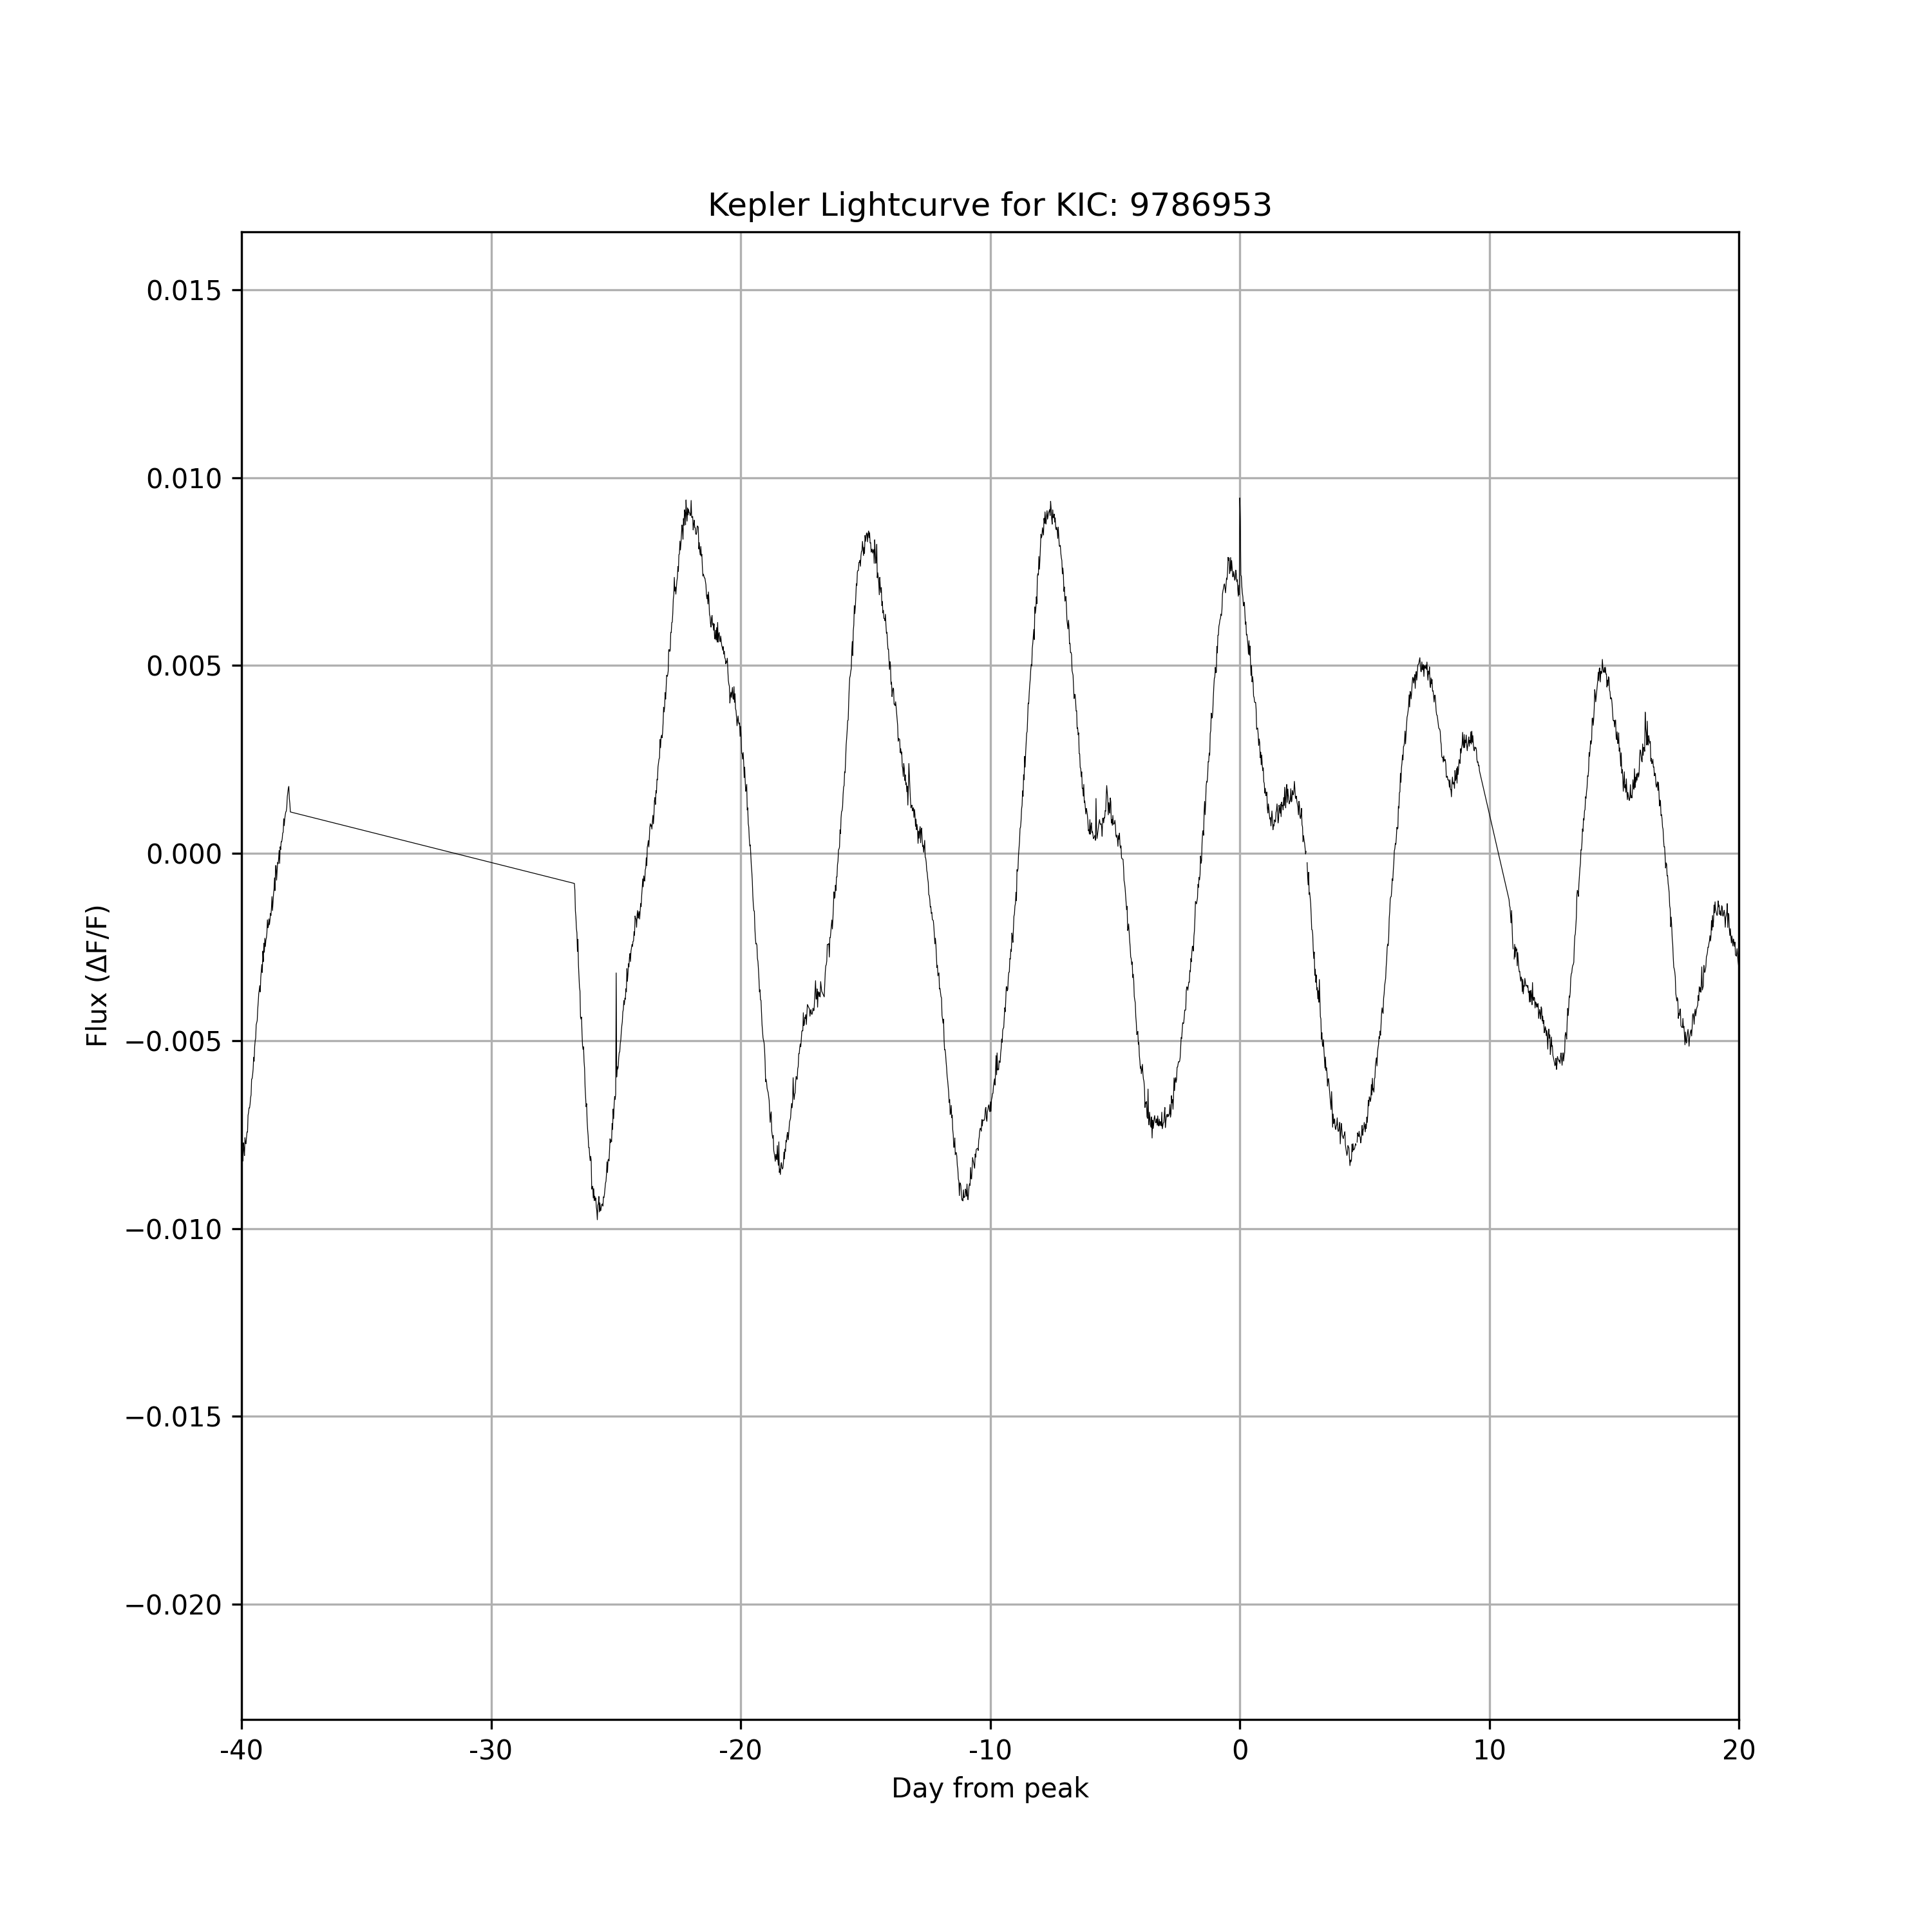 Kepler Lightcurve for KIC: 9786953
0.015
0.010
0.005
0.000
−0.005
−0.010
−0.015
−0.020
Flux (ΔF/F)
-40 -30 -20 -10 0 10 20
Day from peak